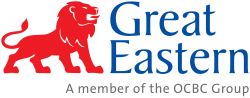 Great
Eastern
A member of the OCBC Group